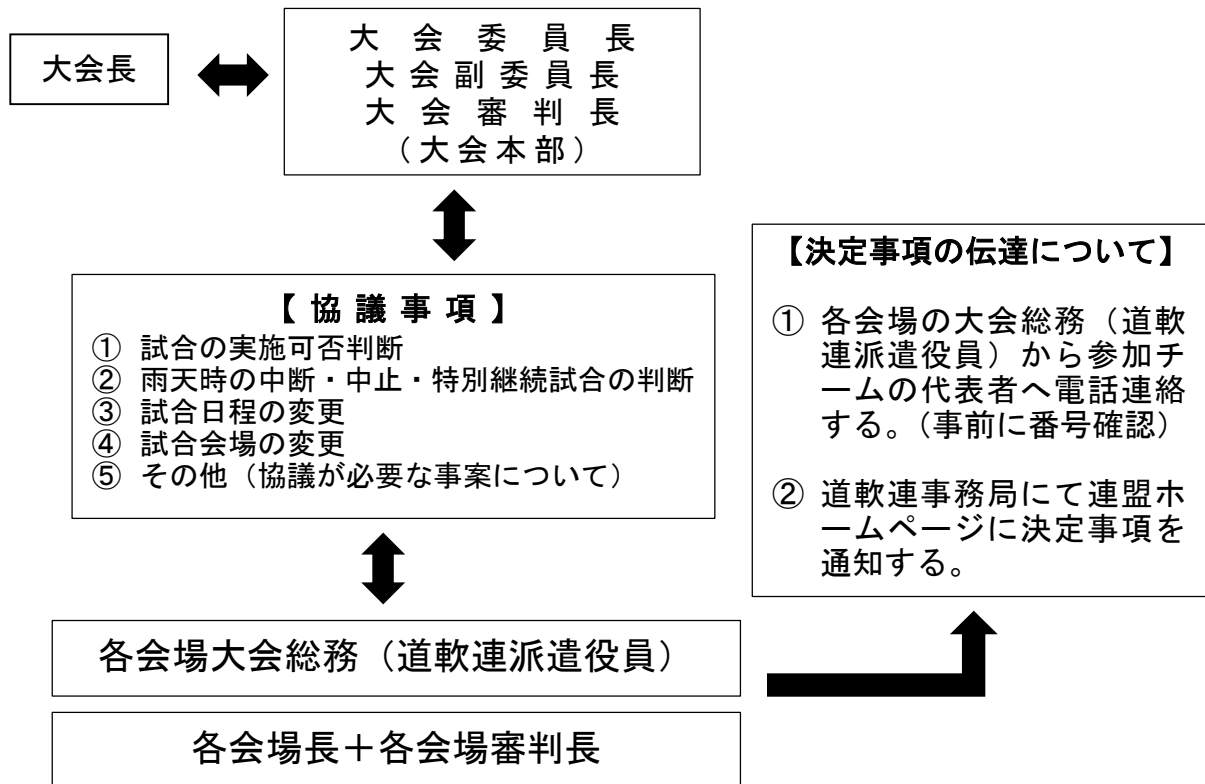 大会長
大会委員長
大会副委員長
大会審判長
（大会本部）
【協議事項】
① 試合の実施可否判断
② 雨天時の中断・中止・特別継続試合の判断
③ 試合日程の変更
④ 試合会場の変更
⑤ その他（協議が必要な事案について）
【決定事項の伝達について】
① 各会場の大会総務（道軟
連派遣役員）から参加チ
ームの代表者へ電話連絡
する。（事前に番号確認）
② 道軟連事務局にて連盟ホ
ームページに決定事項を
通知する。
各会場大会総務（道軟連派遣役員）
各会場長＋各会場審判長